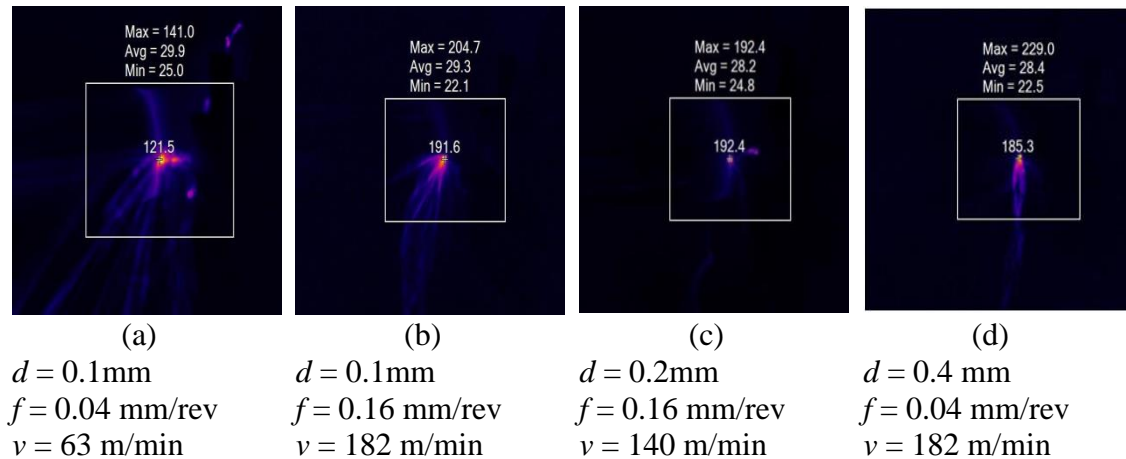 Max = 141.0
Avg = 29.9
Min = 25.0
121.5
Max = 204.7
Avg = 29.3
Min = 22.1
191.6
Max = 192.4
Avg = 28.2
Min = 24.8
192.4
Max = 229.0
Avg = 28.4
Min = 22.5
185.3
(a)
d = 0.1mm
f = 0.04 mm/rev
v = 63 m/min
(b)
d = 0.1mm
f = 0.16 mm/rev
v = 182 m/min
(c)
d = 0.2mm
f = 0.16 mm/rev
v = 140 m/min
(d)
d = 0.4 mm
f = 0.04 mm/rev
v = 182 m/min